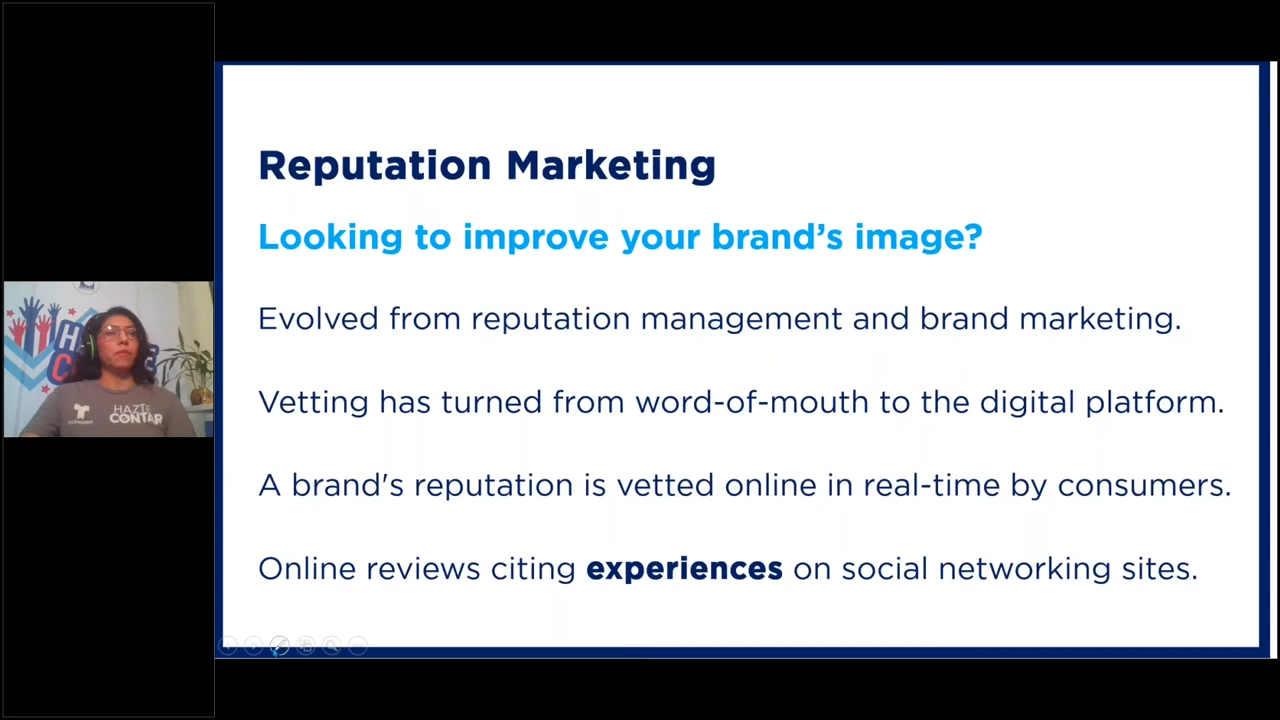 Reputation Marketing
Looking to improve your brand’s image?
Evolved from reputation management and brand marketing.
Vetting has turned from word-of-mouth to the digital platform.
A brand's reputation is vetted online in real-time by consumers.
Online reviews citing experiences on social networking sites.
HAZTE
CONTAR